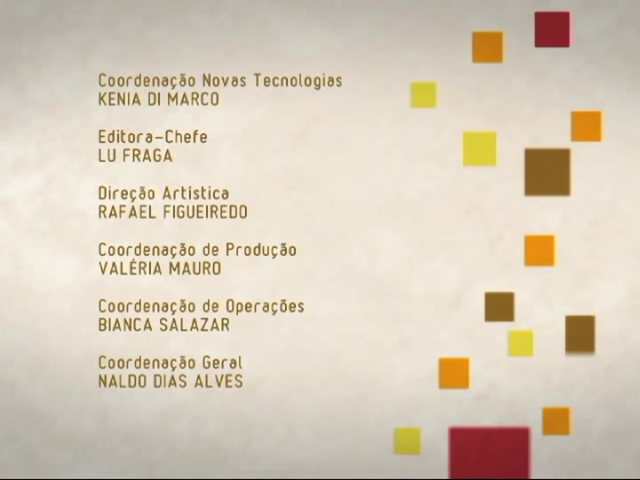 Coordenação Novas Tecnologias
KENIA DI MARCO
Editora-Chefe
LU FRAGA
Direção Artística
RAFAEL FIGUEIREDO
Coordenação de Produção
VALÉRIA MAURO
Coordenação de Operações
BIANCA SALAZAR
Coordenação Geral
NALDO DIAS ALVES